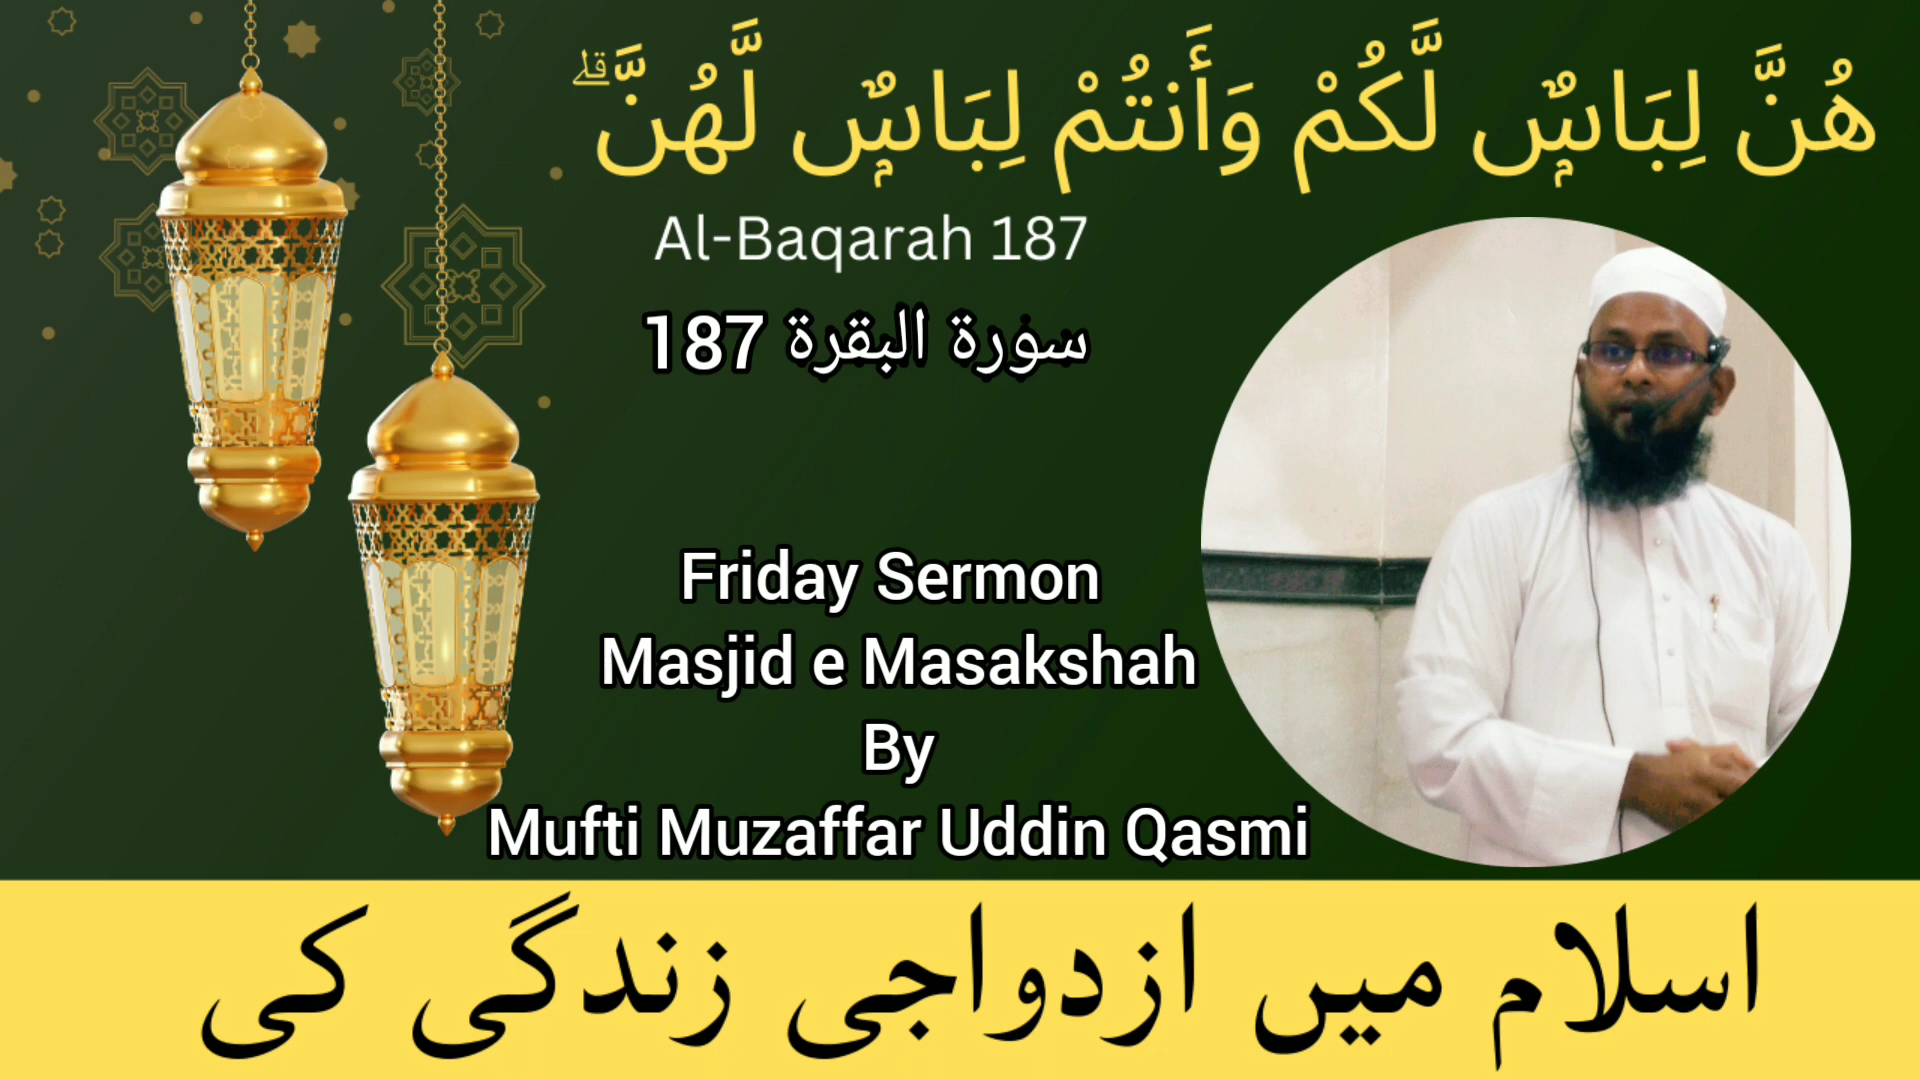 هُنَّ لِبَاسٌۭ لَّكُمْ وَأَنتُمْ لِبَاسٌۭ لَّهُنَّ ۗ
Al-Baqarah 187
سورة البقرة 187
Friday Sermon
Masjid e Masakshah
By
Mufti Muzaffar Uddin Qasmi
اسلام میں ازدواجی زندگی کی